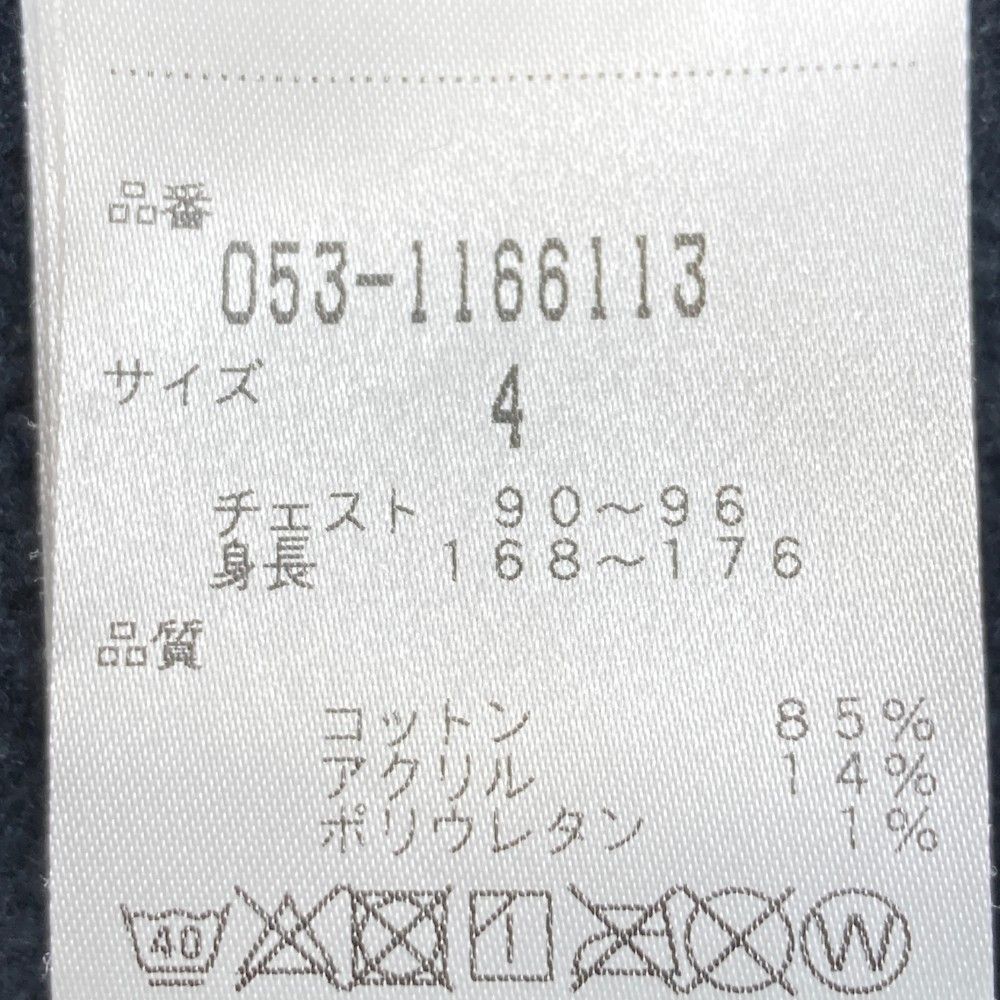 品番
053-1166113
サイズ 4
チェスト 90～96
身長 168～176
品質
コットン 85%
アクリル 14%
ポリウレタン 1%
40 W